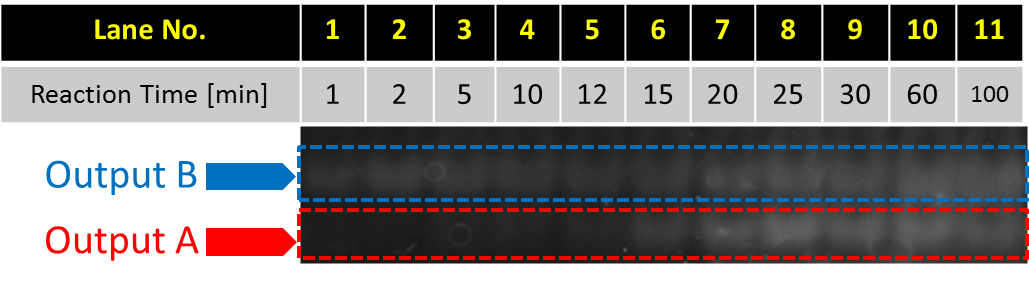 Lane No. 1 2 3 4 5 6 7 8 9 10 11
Reaction Time [min] 1 2 5 10 12 15 20 25 30 60 100
Output B
Output A